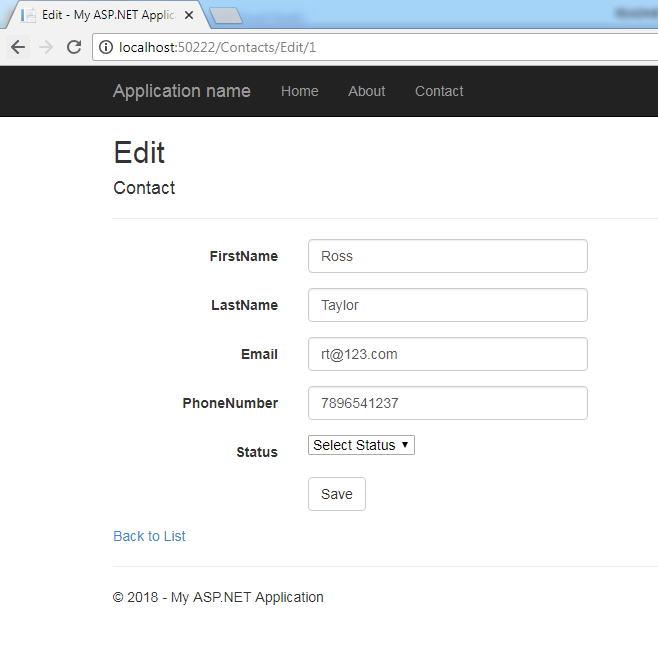 Edit - My ASP.NET Applic
localhost:50222/Contacts/Edit/1
Application name Home About Contact
Edit
Contact
FirstName Ross
LastName Taylor
Email rt@123.com
PhoneNumber 7896541237
Status Select Status
Save
Back to List
© 2018 - My ASP.NET Application